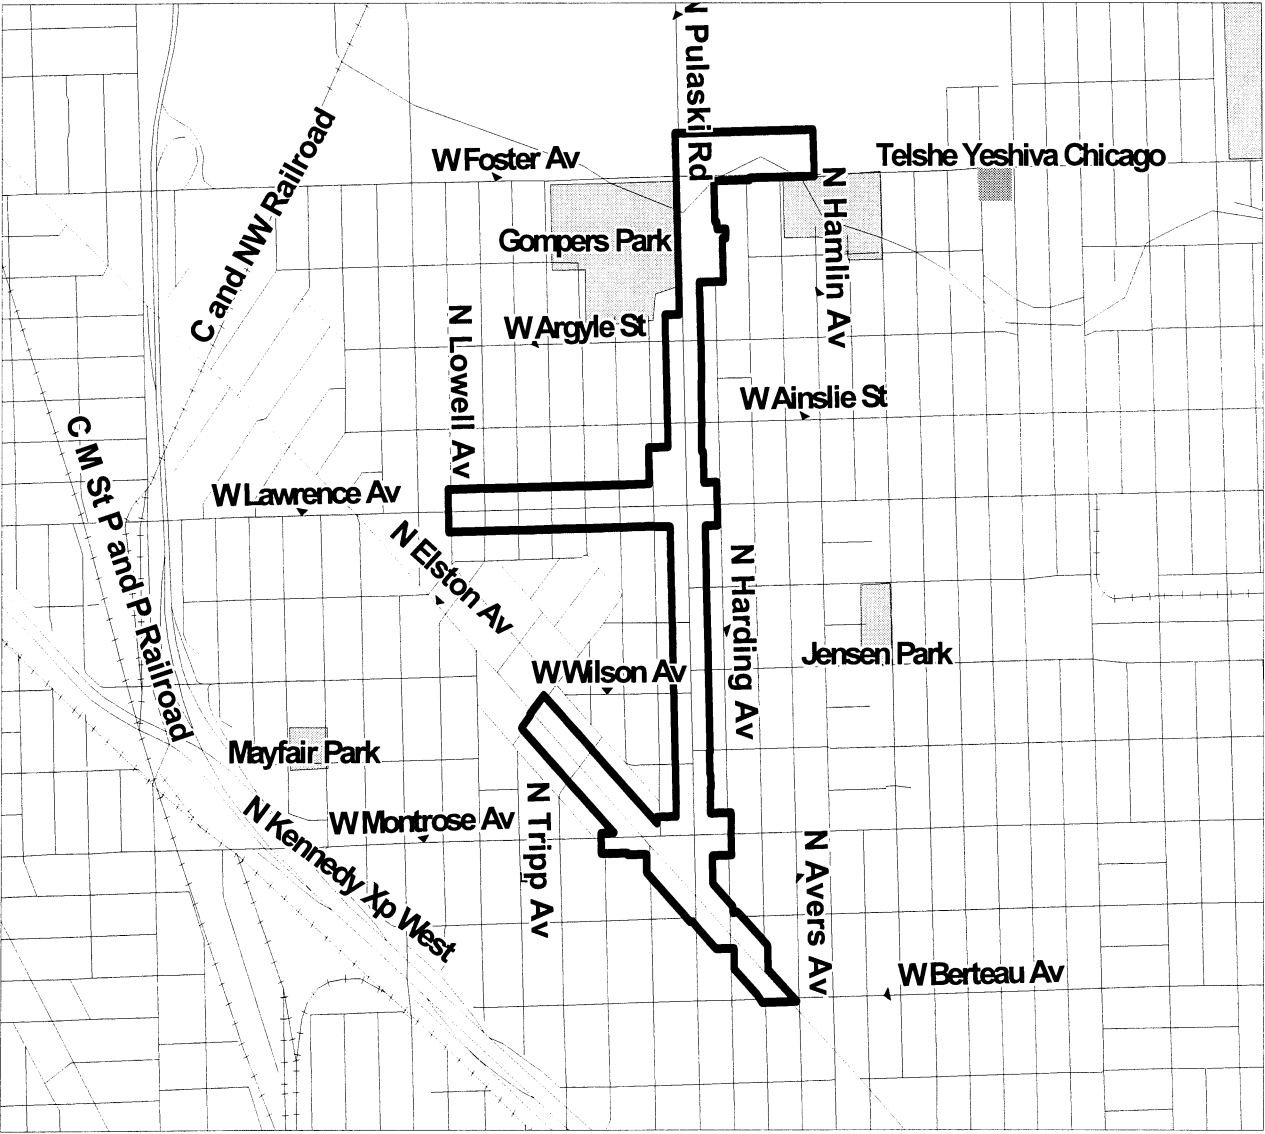 N Pulaski Rd
W Foster Av
Telshe Yeshiva Chicago
C and NW Railroad
Gompers Park
N Hamlin Av
W Argyle St
N Lowell Av
W Ainslie St
C M St P and P Railroad
W Lawrence Av
N Elston Av
N Harding Av
Jensen Park
W Wilson Av
Mayfair Park
N Kennedy Xp West
W Montrose Av
N Tripp Av
N Avers Av
W Berteau Av